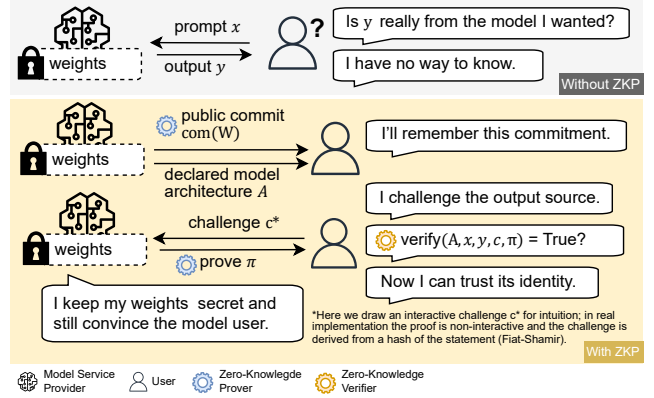 prompt x
output y
weights
?
Is y really from the model I wanted?
I have no way to know.
Without ZKP
public commit
com(W)
weights
declared model
architecture A
I'll remember this commitment.
I challenge the output source.
challenge c*
weights
prove π
verify(A, x, y, c, π) = True?
Now I can trust its identity.
I keep my weights secret and
still convince the model user.
*Here we draw an interactive challenge c* for intuition; in real
implementation the proof is non-interactive and the challenge is
derived from a hash of the statement (Fiat-Shamir).
With ZKP
Model Service
Provider
User
Zero-Knowlegde
Prover
Zero-Knowledge
Verifier